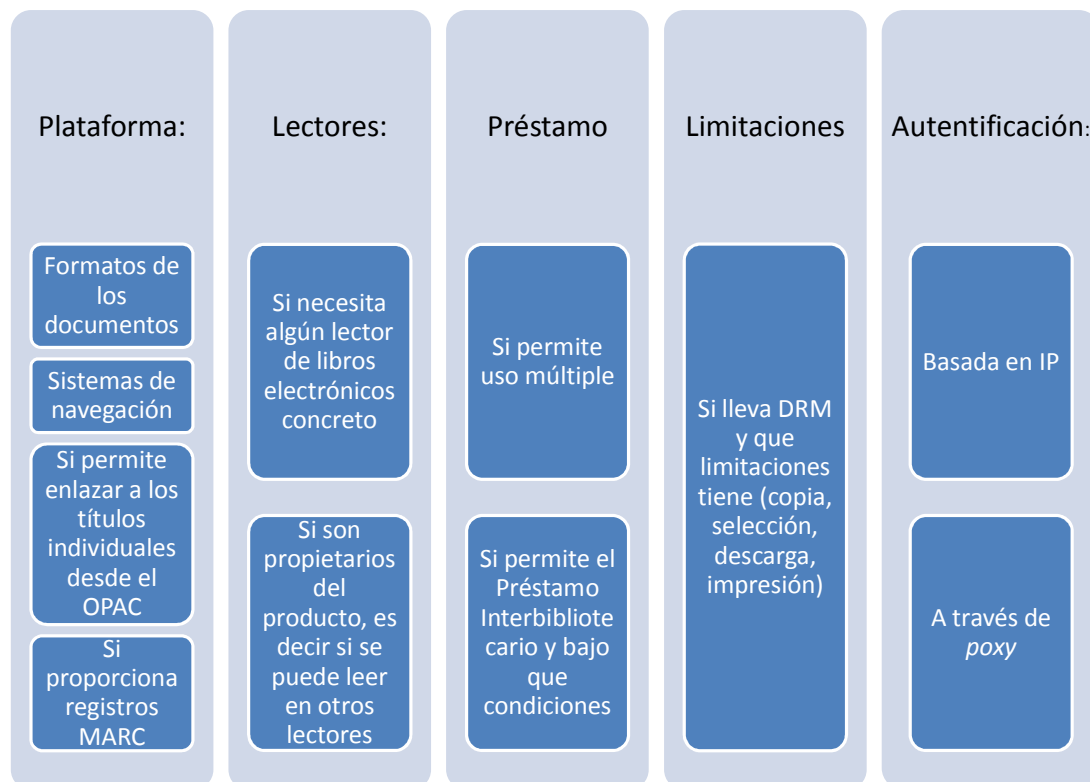 Plataforma:
Formatos de
los
documentos
Sistemas de
navegación
Si permite
enlazar a los
títulos
individuales
desde el
OPAC
Si
proporciona
registros
MARC
Lectores:
Si necesita
algún lector
de libros
electrónicos
concreto
Si son
propietarios
del
producto, es
decir si se
puede leer
en otros
lectores
Préstamo
Si permite
uso múltiple
Si permite el
Préstamo
Interbibliote
cario y bajo
que
condiciones
Limitaciones
Si lleva DRM
y que
limitaciones
tiene (copia,
selección,
descarga,
impresión)
Autentificación:
Basada en IP
A través de
poxy